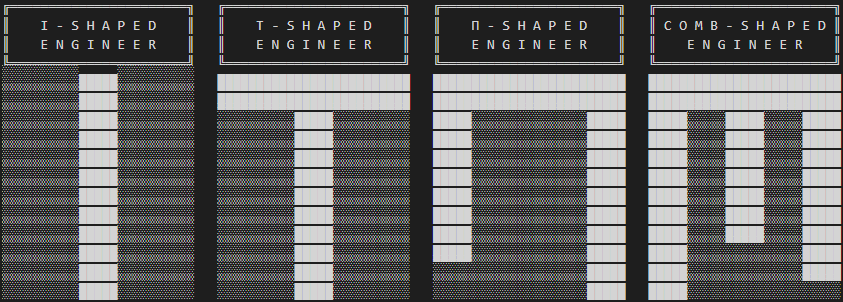 I-SHAPED
ENGINEER
T-SHAPED
ENGINEER
П-SHAPED
ENGINEER
COMB-SHAPED
ENGINEER